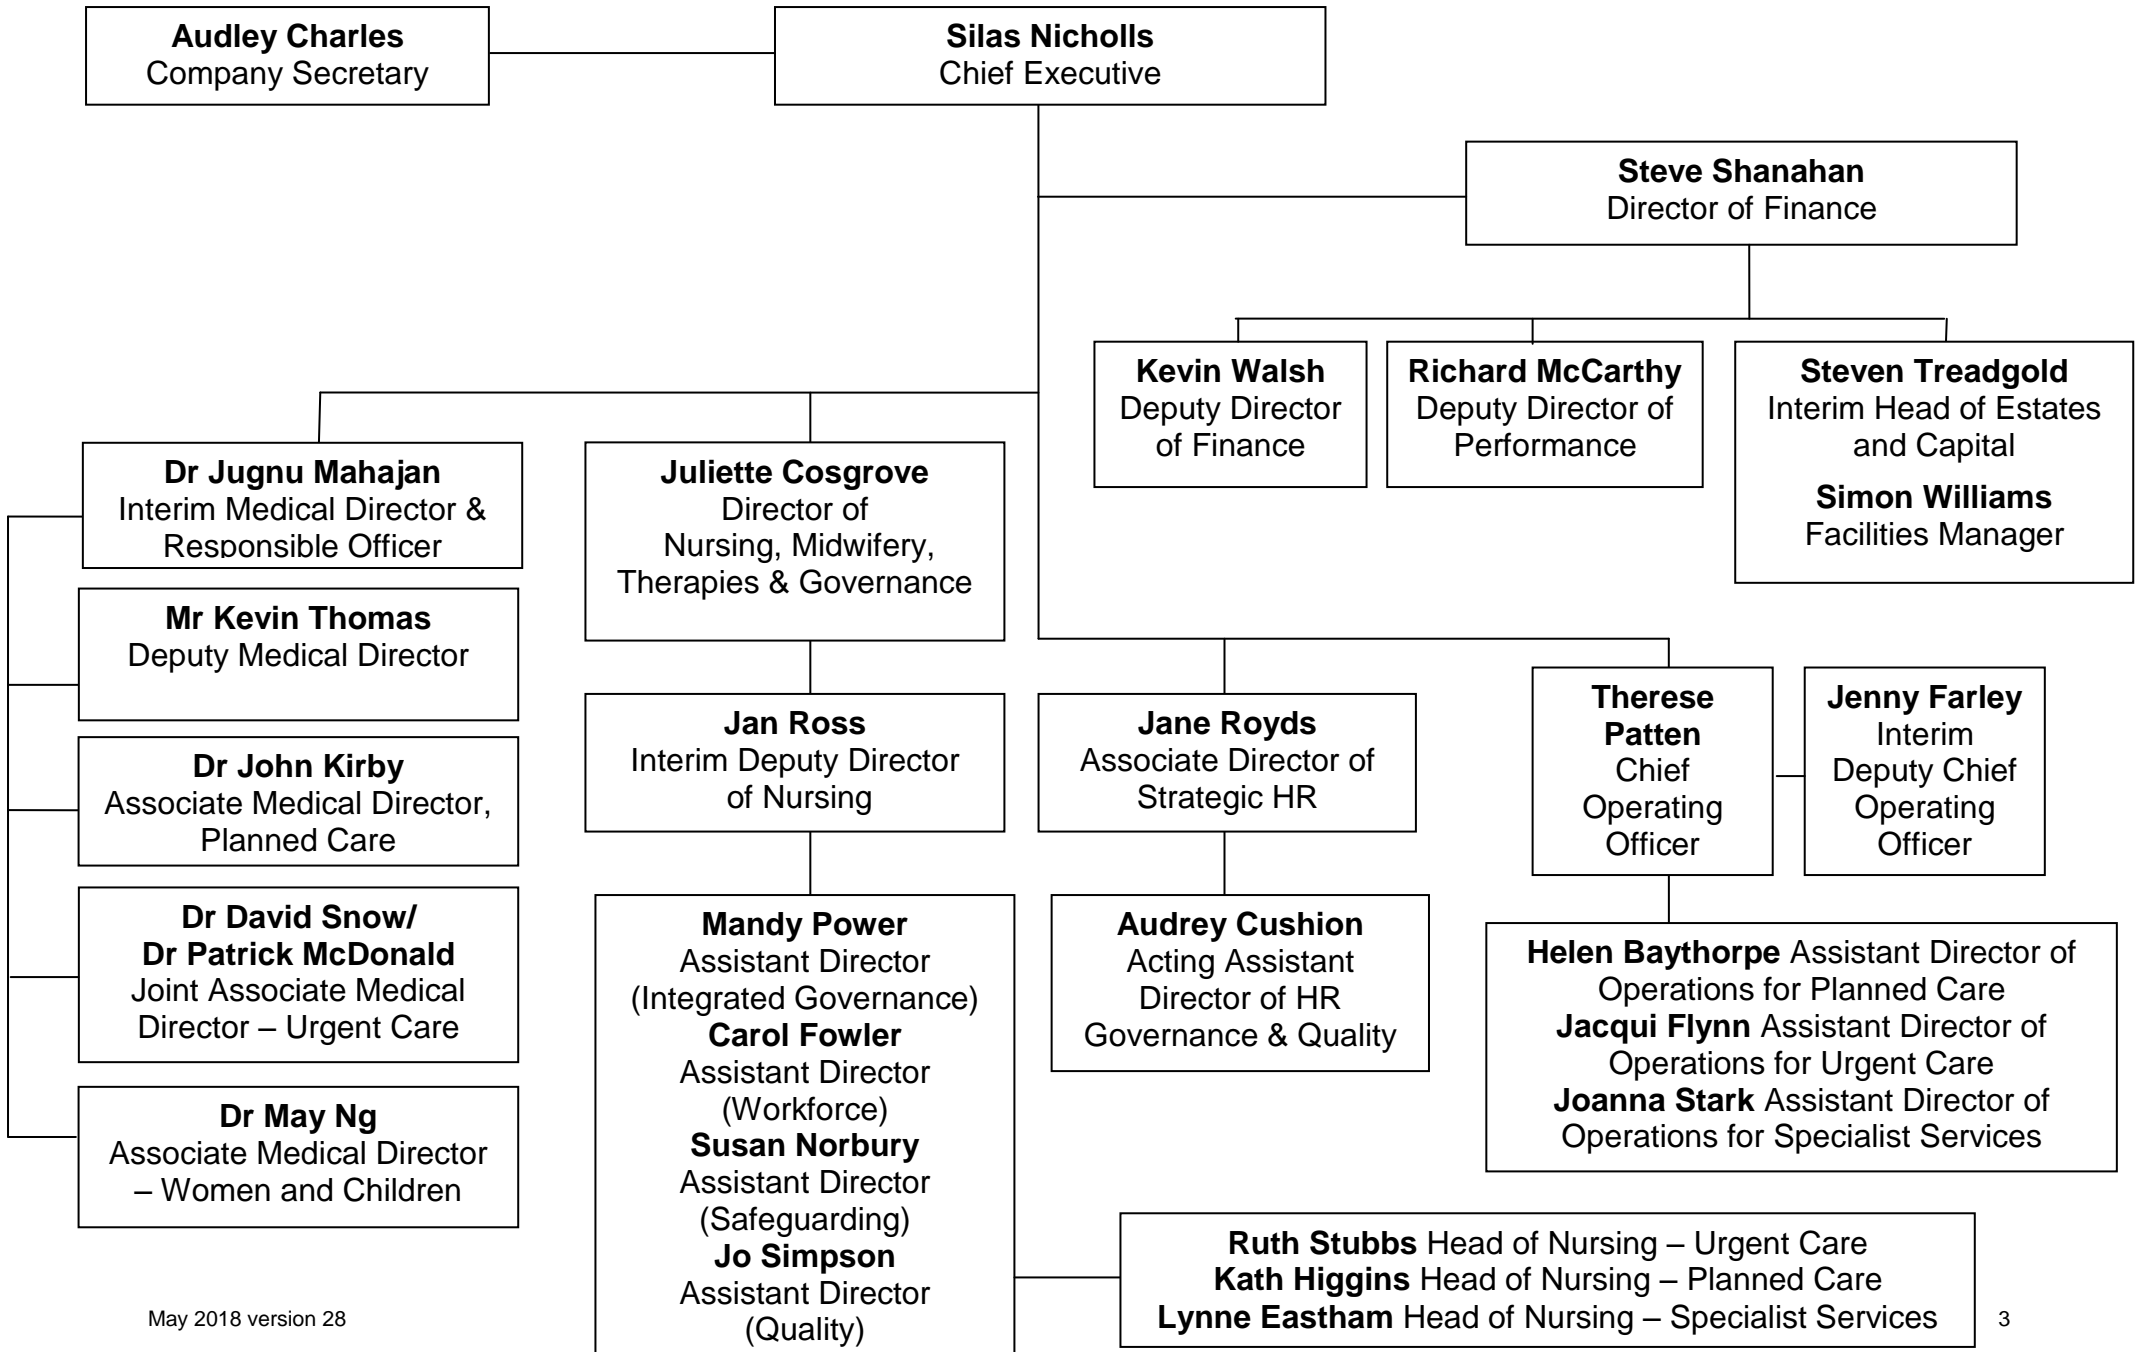 Audley Charles
Company Secretary
Silas Nicholls
Chief Executive
Steve Shanahan
Director of Finance
Kevin Walsh
Deputy Director
of Finance
Richard McCarthy
Deputy Director of
Performance
Steven Treadgold
Interim Head of Estates
and Capital
Simon Williams
Facilities Manager
Dr Jugnu Mahajan
Interim Medical Director &
Responsible Officer
Juliette Cosgrove
Director of
Nursing, Midwifery,
Therapies & Governance
Mr Kevin Thomas
Deputy Medical Director
Dr John Kirby
Associate Medical Director,
Planned Care
Dr David Snow/
Dr Patrick McDonald
Joint Associate Medical
Director – Urgent Care
Dr May Ng
Associate Medical Director
– Women and Children
Jan Ross
Interim Deputy Director
of Nursing
Jane Royds
Associate Director of
Strategic HR
Therese
Patten
Chief
Operating
Officer
Jenny Farley
Interim
Deputy Chief
Operating
Officer
Mandy Power
Assistant Director
(Integrated Governance)
Carol Fowler
Assistant Director
(Workforce)
Susan Norbury
Assistant Director
(Safeguarding)
Jo Simpson
Assistant Director
(Quality)
Audrey Cushion
Acting Assistant
Director of HR
Governance & Quality
Helen Baythorpe Assistant Director of
Operations for Planned Care
Jacqui Flynn Assistant Director of
Operations for Urgent Care
Joanna Stark Assistant Director of
Operations for Specialist Services
Ruth Stubbs Head of Nursing – Urgent Care
Kath Higgins Head of Nursing – Planned Care
Lynne Eastham Head of Nursing – Specialist Services
May 2018 version 28
3